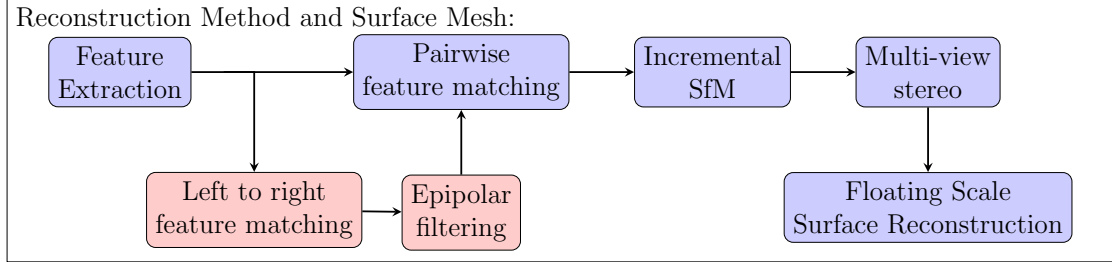 Reconstruction Method and Surface Mesh:
Feature
Extraction
Pairwise
feature matching
Incremental
SfM
Multi-view
stereo
Left to right
feature matching
Epipolar
filtering
Floating Scale
Surface Reconstruction